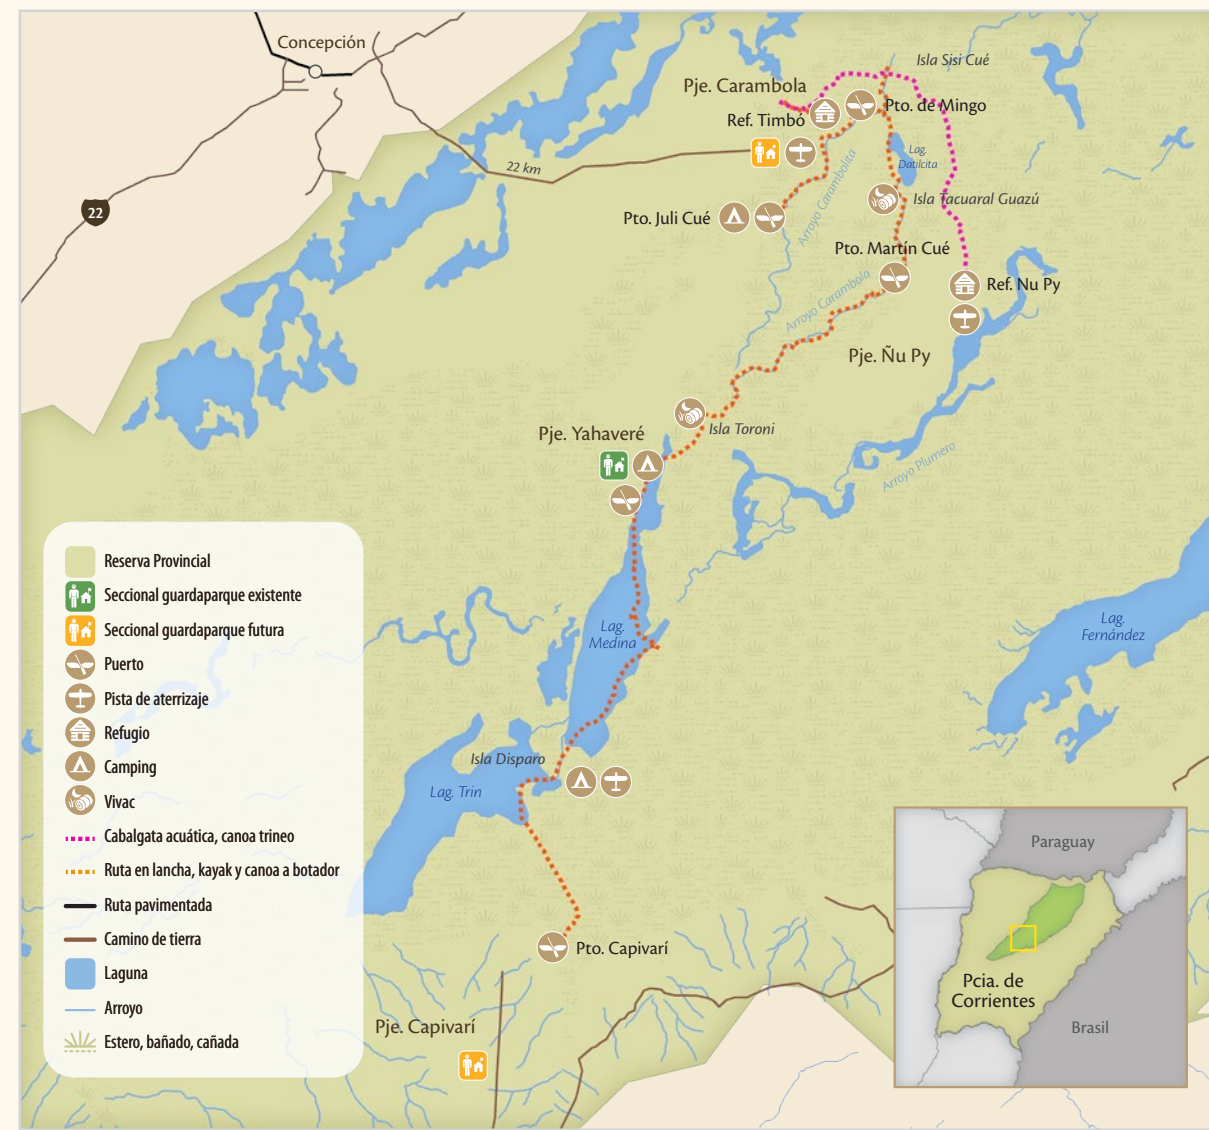 Concepción
Isla Sisi Cué
Pje. Carambola
Pto. de Mingo
Ref. Timbó
22 km
Lag.
Datilcita
Arroyo Carambolita
Isla Tacuaral Guazú
22
Pto. Juli Cué
Pto. Martín Cué
Ref. Nu Py
Arroyo Carambola
Pje. Ñu Py
Isla Toroni
Pje. Yahaveré
Arroyo Plumero
Lag.
Medina
Lag.
Fernández
Isla Disparo
Lag. Trin
Pto. Capivarí
Pje. Capivarí
Reserva Provincial
Seccional guardaparque existente
Seccional guardaparque futura
Puerto
Pista de aterrizaje
Refugio
Camping
Vivac
Cabalgata acuática, canoa trineo
Ruta en lancha, kayak y canoa a botador
Ruta pavimentada
Camino de tierra
Laguna
Arroyo
Estero, bañado, cañada
Paraguay
Pcia. de
Corrientes
Brasil